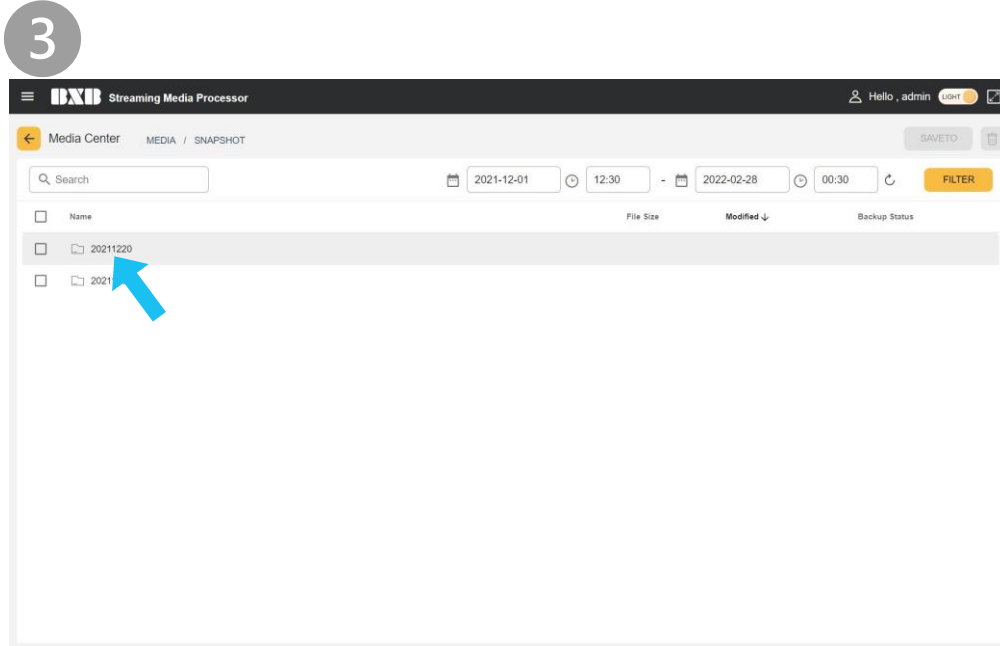 3
BXB Streaming Media Processor Hello , admin LIGHT
Media Center MEDIA / SNAPSHOT SAVETO
Search 2021-12-01 12:30 - 2022-02-28 00:30 FILTER
Name File Size Modified Backup Status
20211220